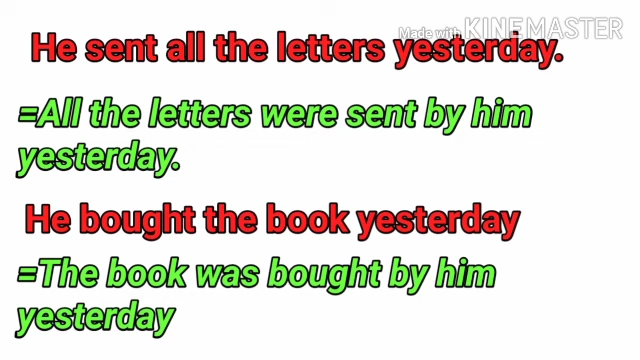 Made with KINEMASTER
He sent all the letters yesterday.
=All the letters were sent by him
yesterday.
He bought the book yesterday
=The book was bought by him
yesterday